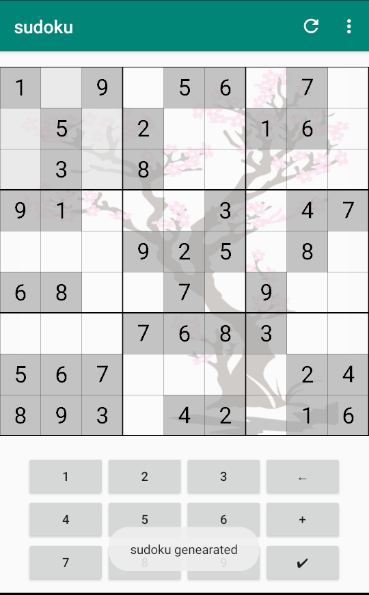 sudoku
1 9 5 6 7
5 2 1 6
3 8
9 1 3 4 7
9 2 5 8
6 8 7 9
7 6 8 3
5 6 7 2 4
8 9 3 4 2 1 6
1 2 3 ←
4 5 6 +
sudoku genearated
7 8 9 ✔